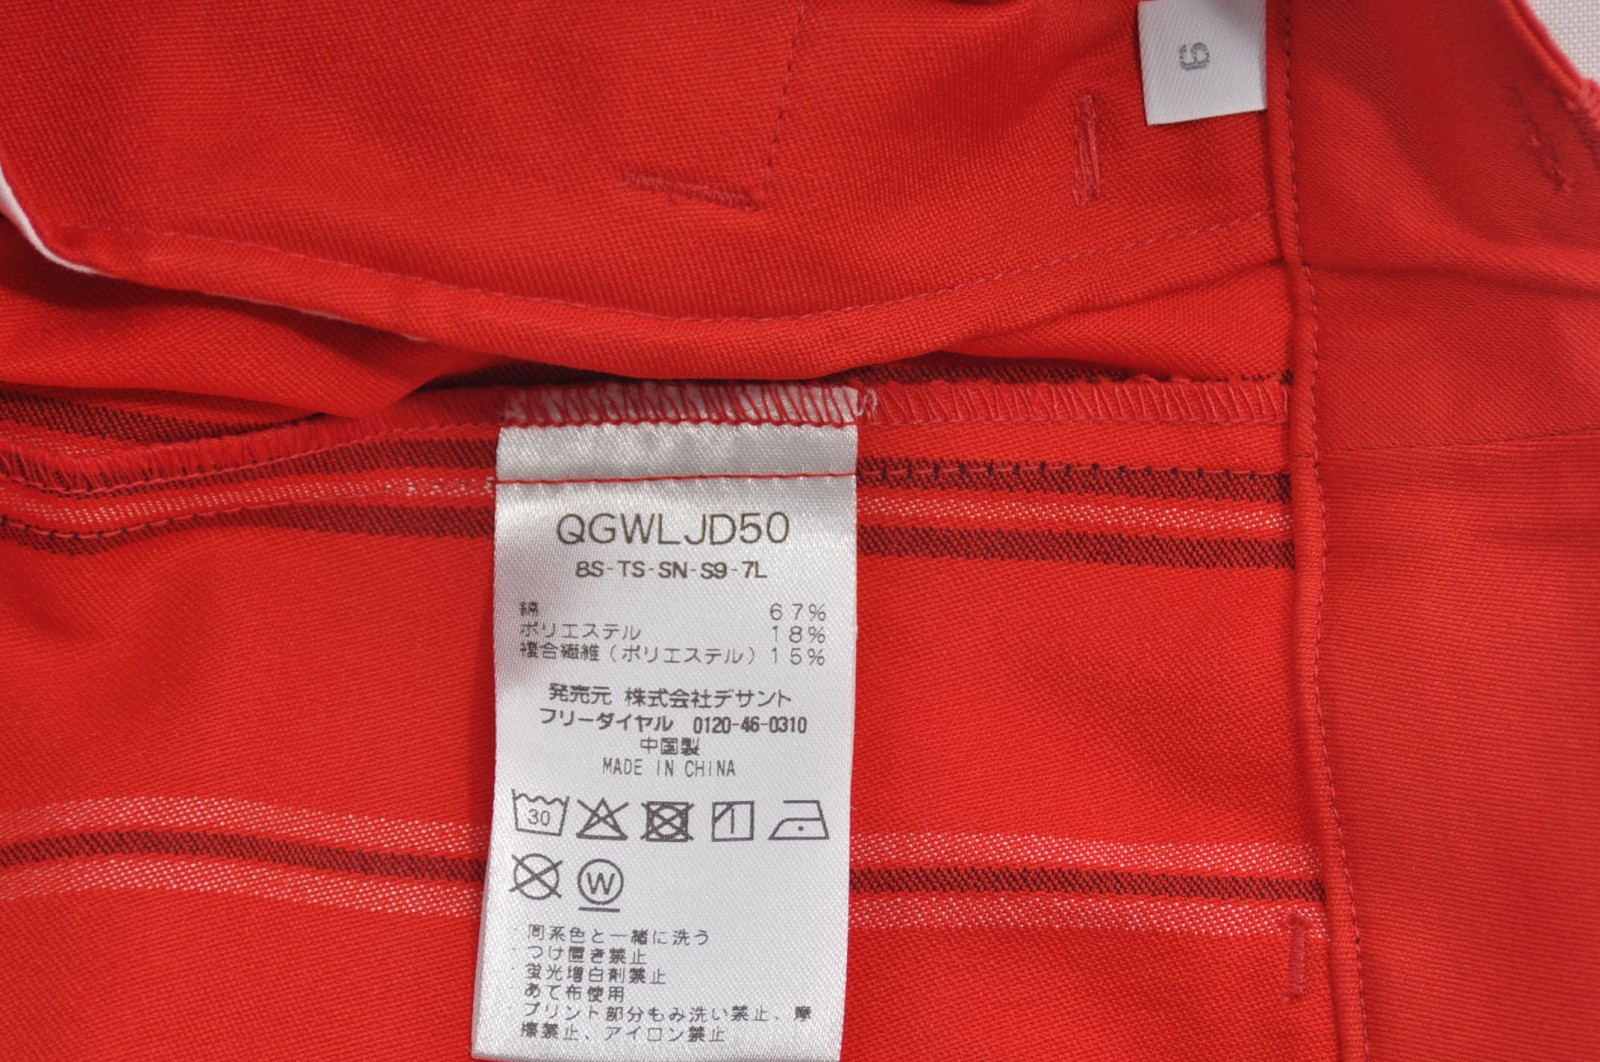 9
QGWLJD50
8S-TS-SN-S9-7L
綿 67%
ポリエステル 18%
複合繊維(ポリエステル) 15%
発売元 株式会社デサント
フリーダイヤル 0120-46-0310
中国製
MADE IN CHINA
30
W
・同系色と一緒に洗う
・つけ置き禁止
・蛍光増白剤禁止
・あて布使用
・プリント部分もみ洗い禁止、摩
擦禁止、アイロン禁止